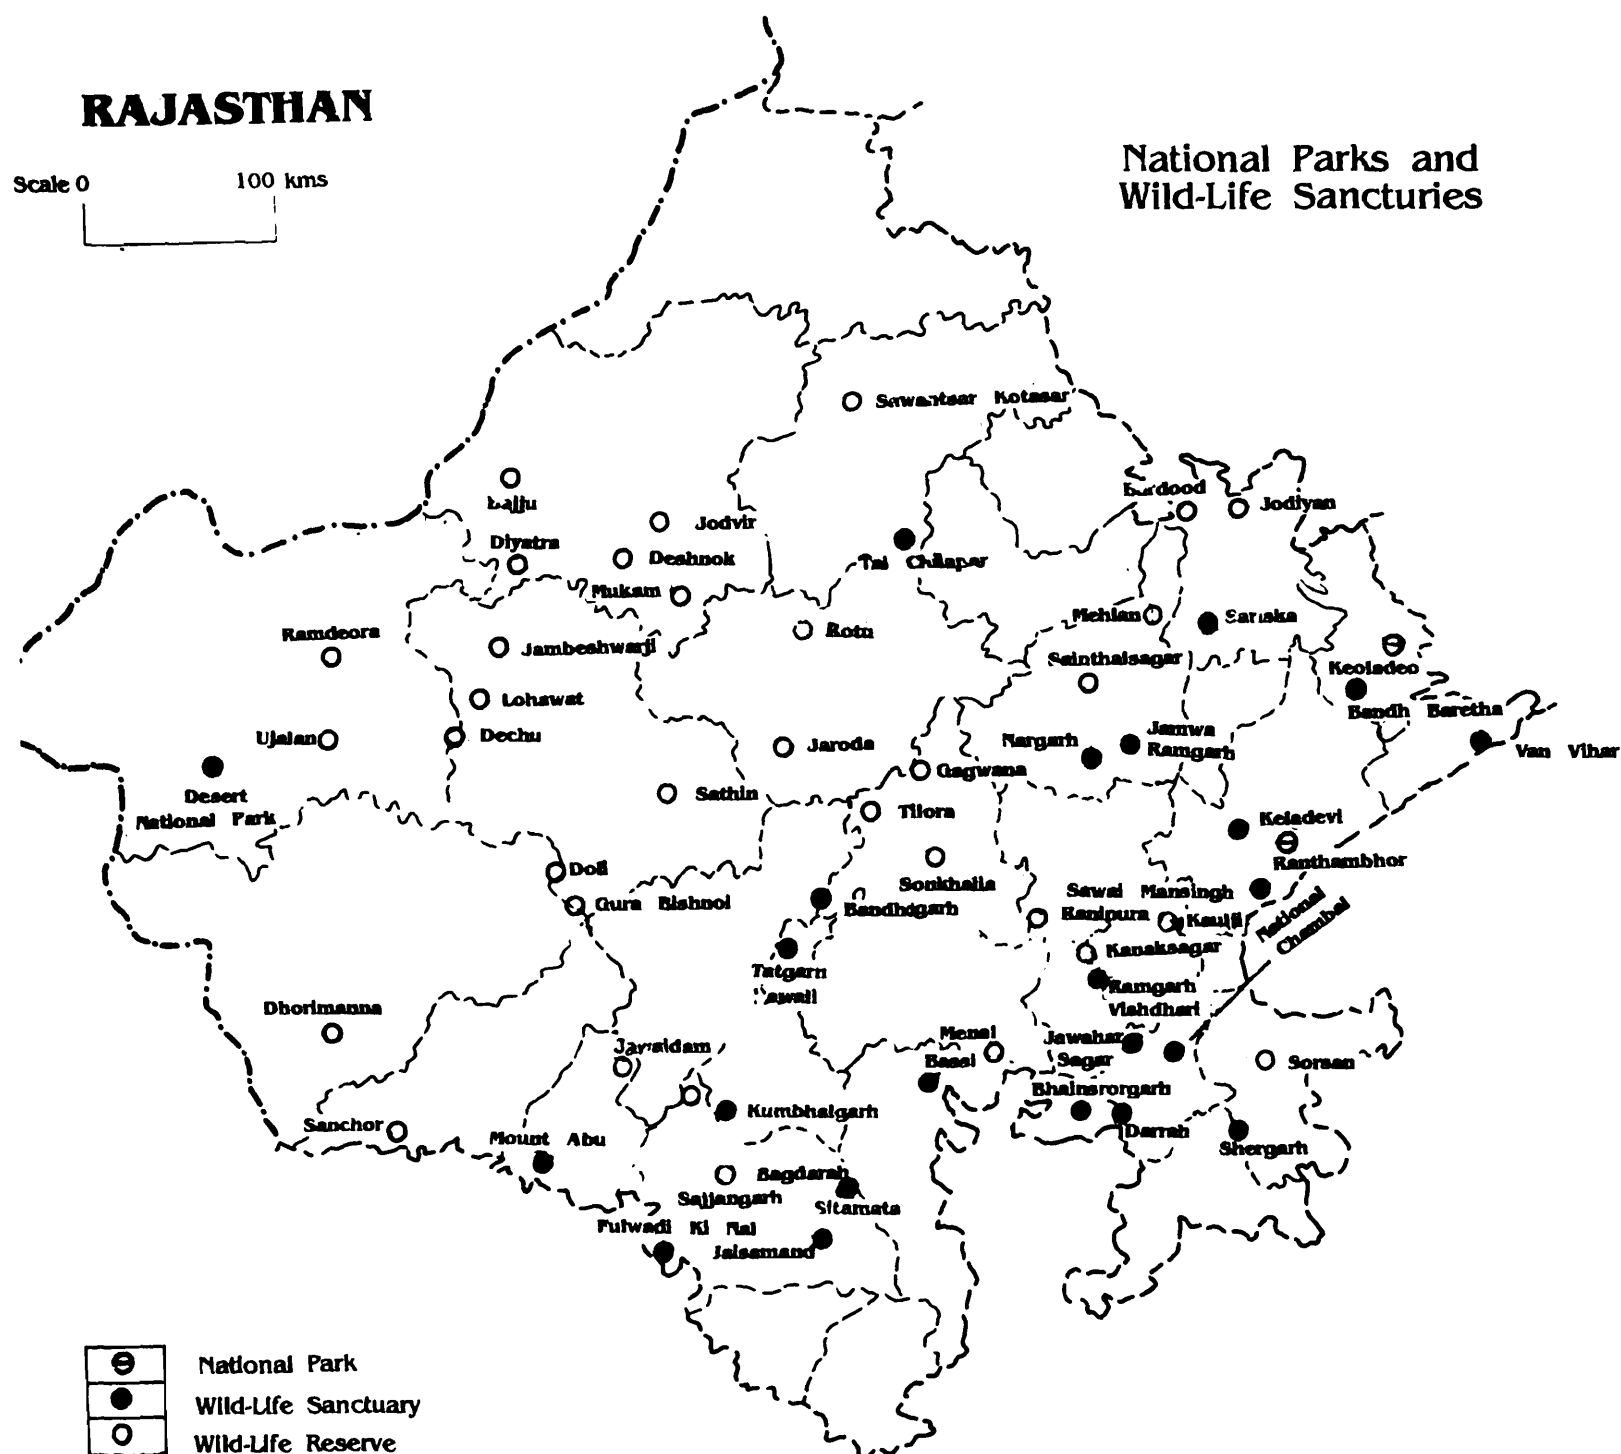 RAJASTHAN
Scale 0 100 kms
National Parks and
Wild-Life Sancturies
Sawantsar Kotasar
Bajju
Jodvir
Diyatra
Deshnok
Mukam
Tal Chhapar
Jodiyan
Ramdeora
Jambeshwarji
Rotu
Mehlan
Sariska
Sainthalsagar
Keoladeo
Lohawat
Bandh Baretha
Ujalan
Dechu
Jaroda
Nargarh
Jamwa
Ramgarh
Van Vihar
Gagwana
Desert
National Park
Sathin
Tilora
Keladevi
Ranthambhor
Doli
Sonkhalia
Sawai Mansingh
Gura Bishnoi
Bandhogarh
Ranipura
National
Chambal
Kanaksagar
Tatgarh
Ramgarh
Vishdhari
Dhorimanna
Menal
Jawahar
Sagar
Bassi
Sorsan
Bhainsrorgarh
Kumbhalgarh
Sanchor
Mount Abu
Darrah
Shergarh
Bagdarah
Sajjangarh
Sitamata
Fulwadi Ki Nal
Jaisamand
National Park
Wild-Life Sanctuary
Wild-Life Reserve